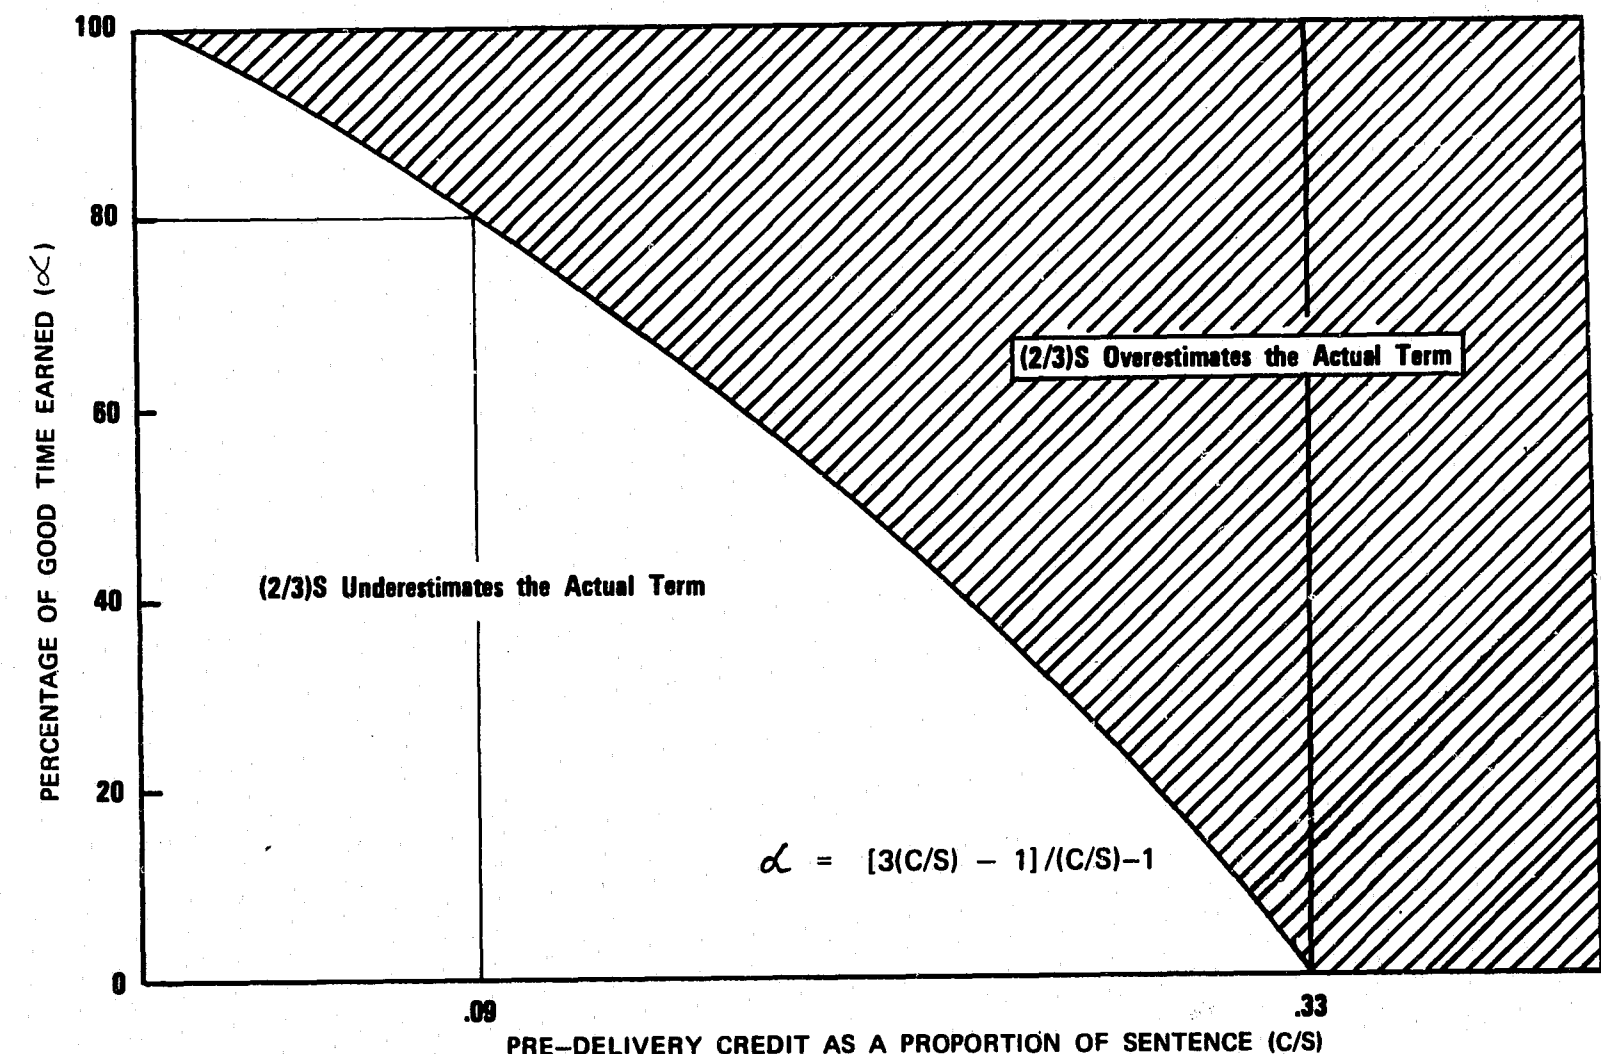 100
80
60
40
20
0
PERCENTAGE OF GOOD TIME EARNED (α)
(2/3)S Overestimates the Actual Term
(2/3)S Underestimates the Actual Term
α = [3(C/S) − 1]/(C/S)−1
.09
.33
PRE–DELIVERY CREDIT AS A PROPORTION OF SENTENCE (C/S)